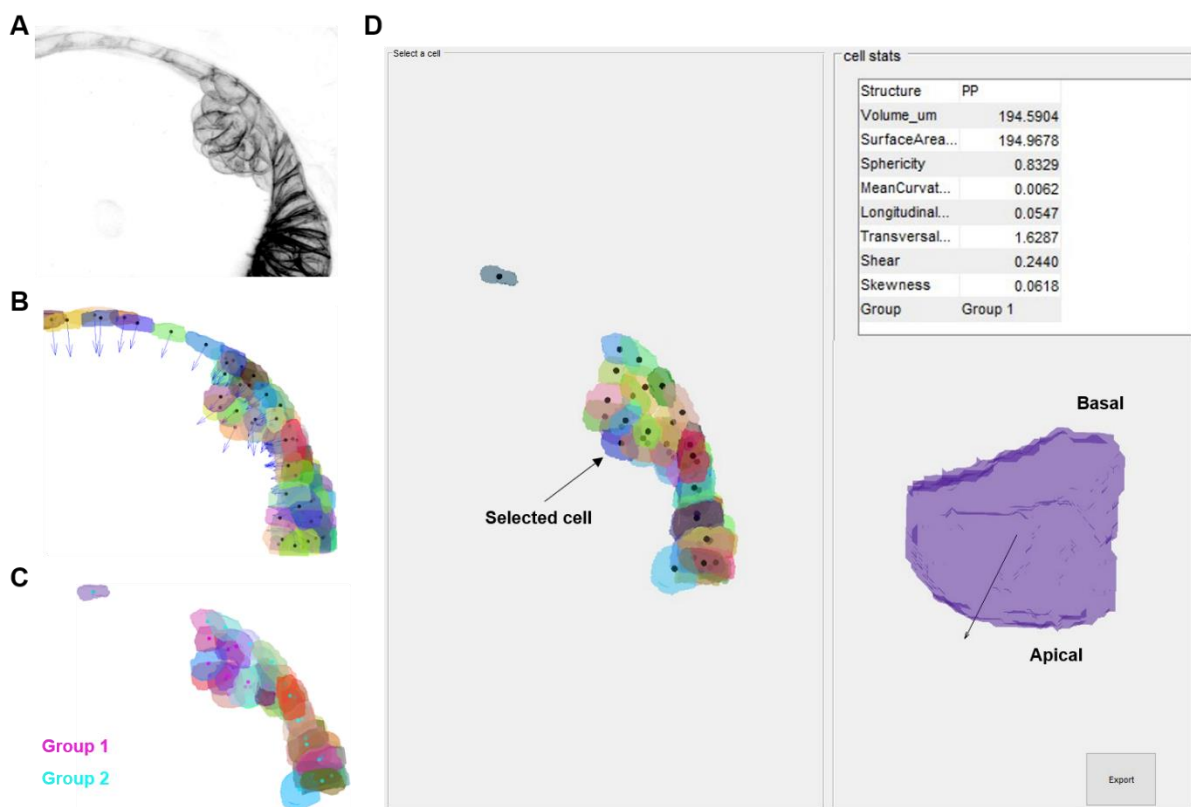 A
B
C
Group 1
Group 2
D
Select a cell
Selected cell
cell stats
Structure PP
Volume_um 194.5904
SurfaceArea... 194.9678
Sphericity 0.8329
MeanCurvat... 0.0062
Longitudinal... 0.0547
Transversal... 1.6287
Shear 0.2440
Skewness 0.0618
Group Group 1
Basal
Apical
Export